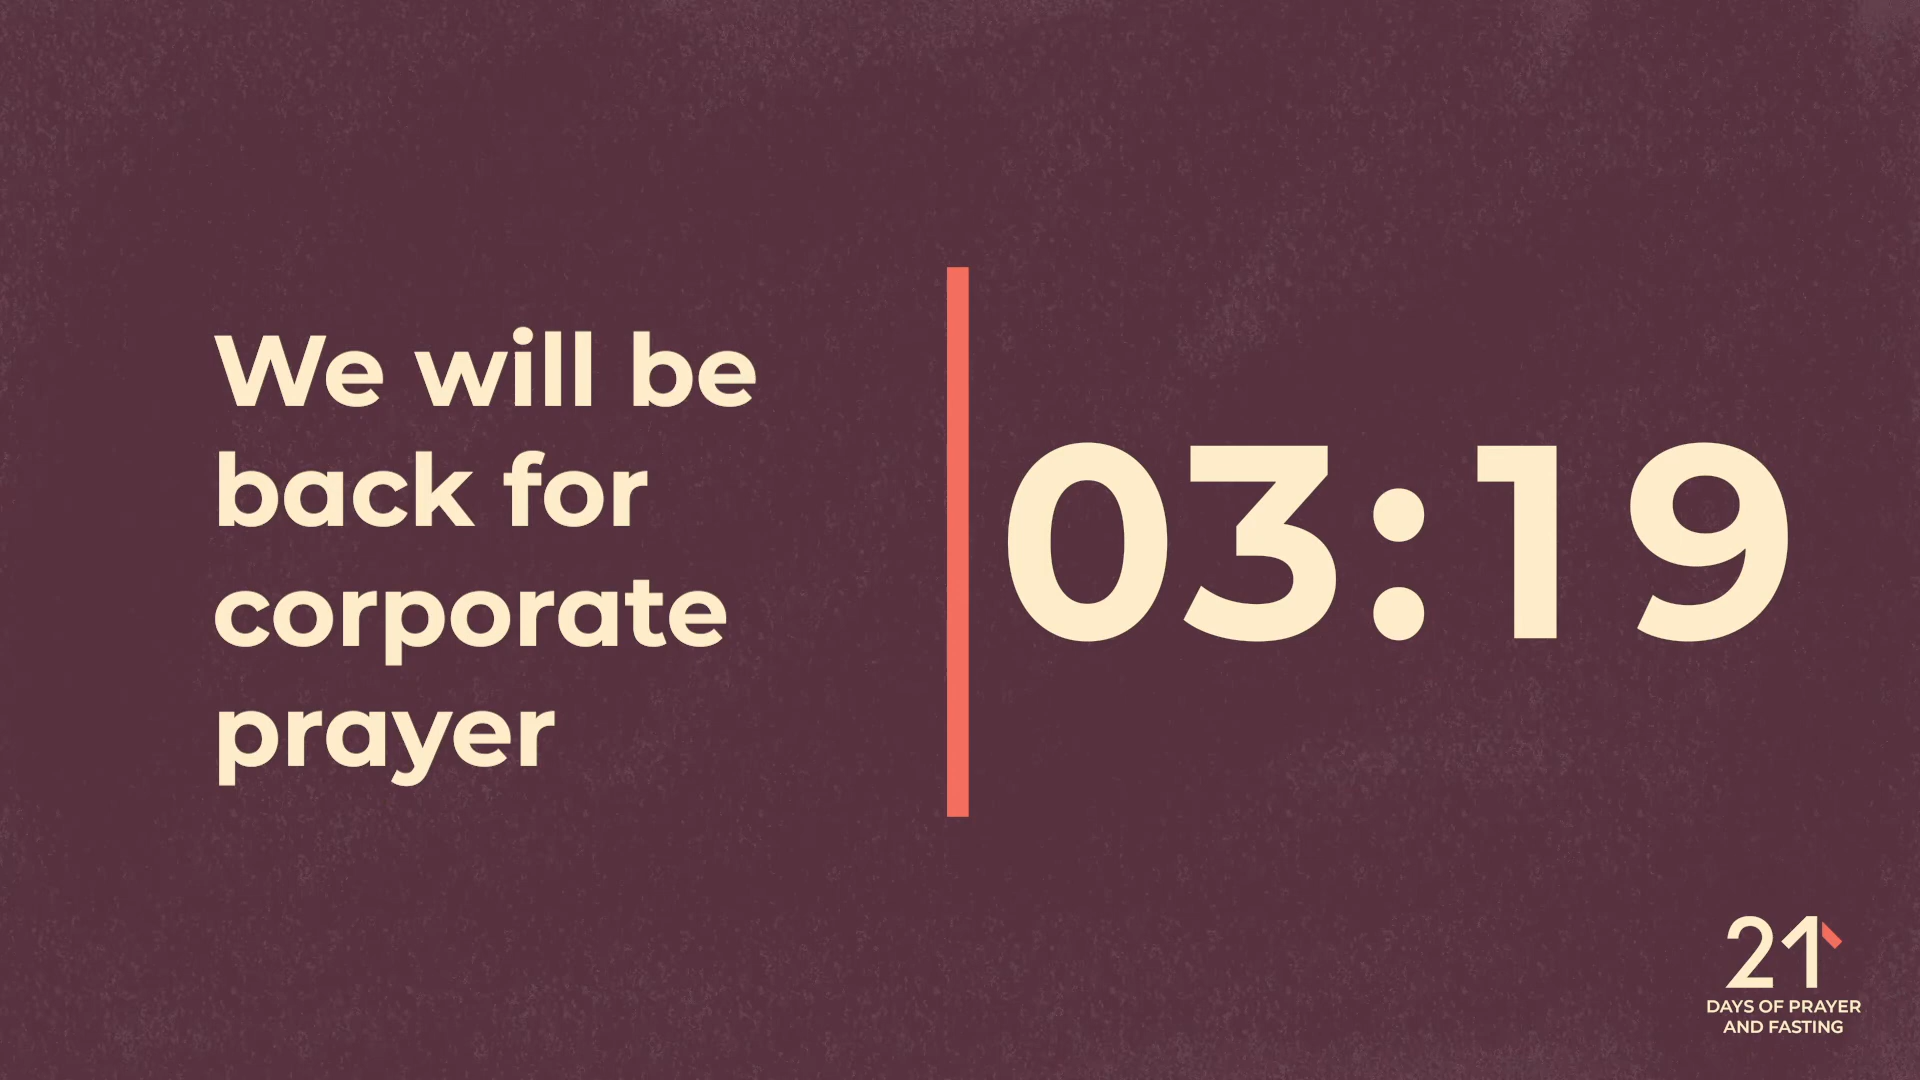 We will be
back for
corporate
prayer
03:19
21
DAYS OF PRAYER
AND FASTING